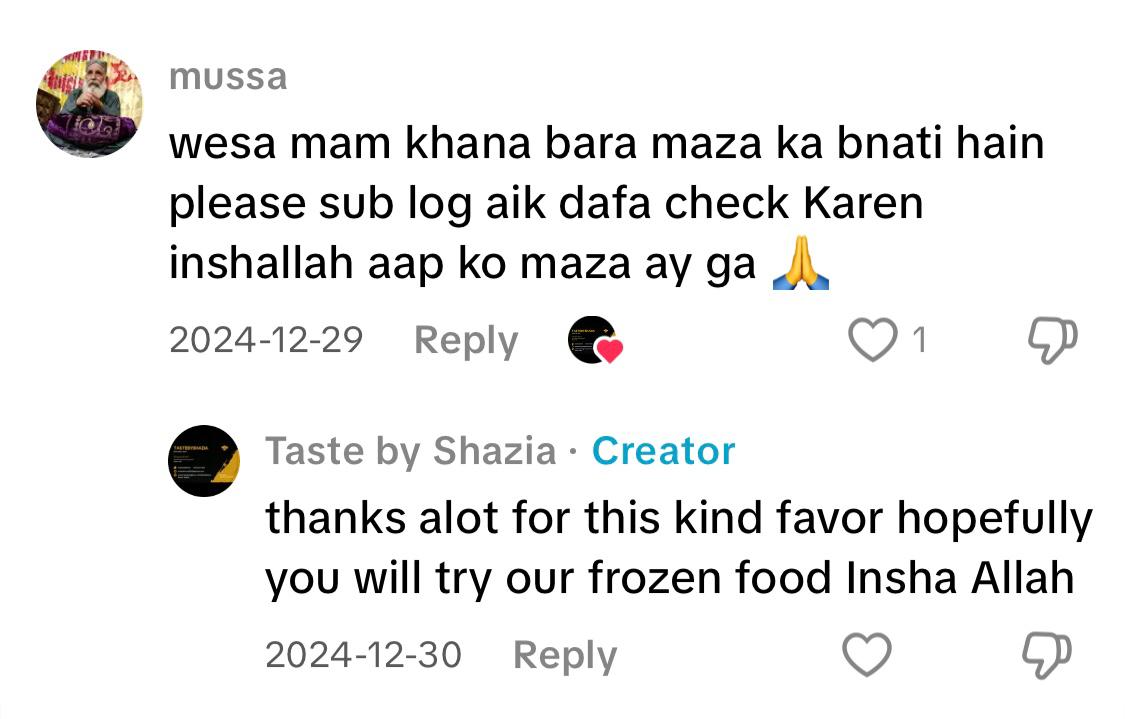 mussa
wesa mam khana bara maza ka bnati hain
please sub log aik dafa check Karen
inshallah aap ko maza ay ga 🙏
2024-12-29 Reply 1
Taste by Shazia · Creator
thanks alot for this kind favor hopefully
you will try our frozen food Insha Allah
2024-12-30 Reply